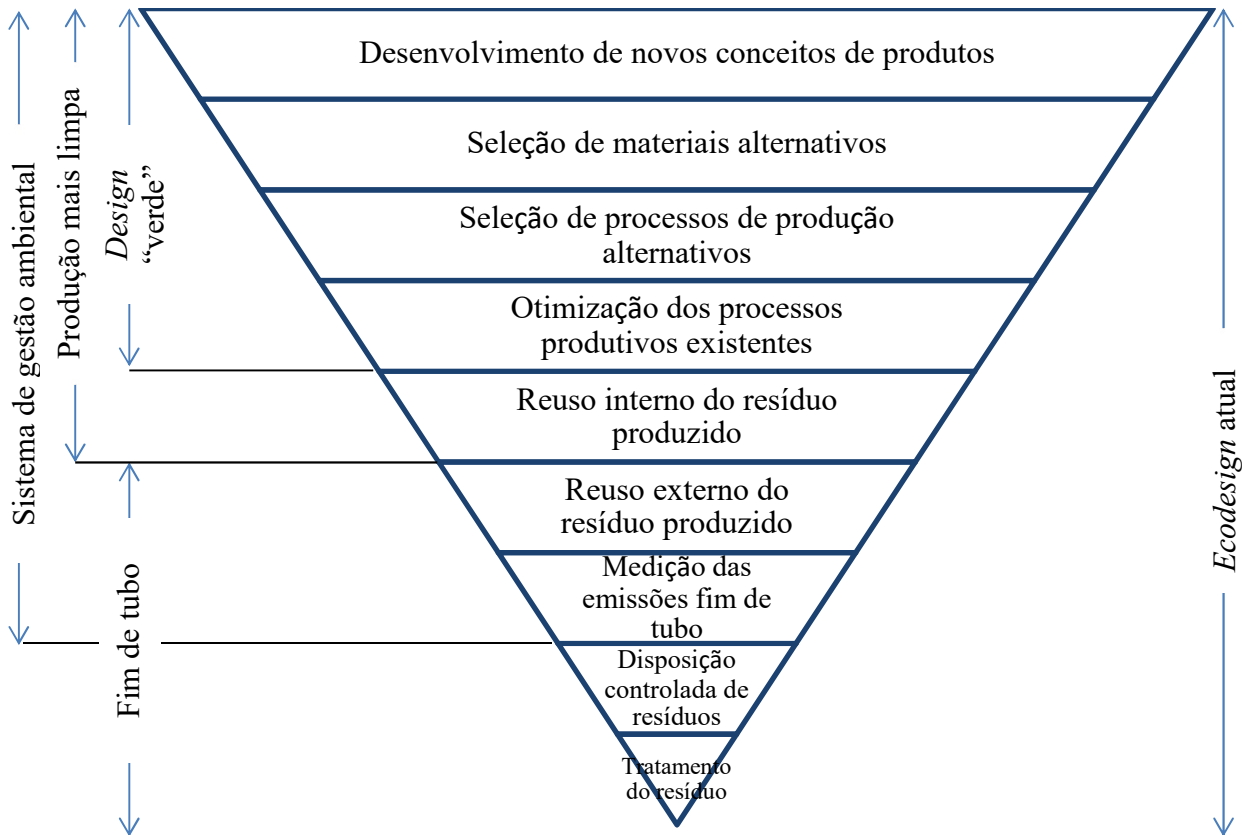 Desenvolvimento de novos conceitos de produtos
Seleção de materiais alternativos
Seleção de processos de produção
alternativos
Otimização dos processos
produtivos existentes
Reuso interno do resíduo
produzido
Reuso externo do
resíduo produzido
Medição das
emissões fim de
tubo
Disposição
controlada de
resíduos
Tratamento
do resíduo
Sistema de gestão ambiental
Produção mais limpa
Design
“verde”
Fim de tubo
Ecodesign atual